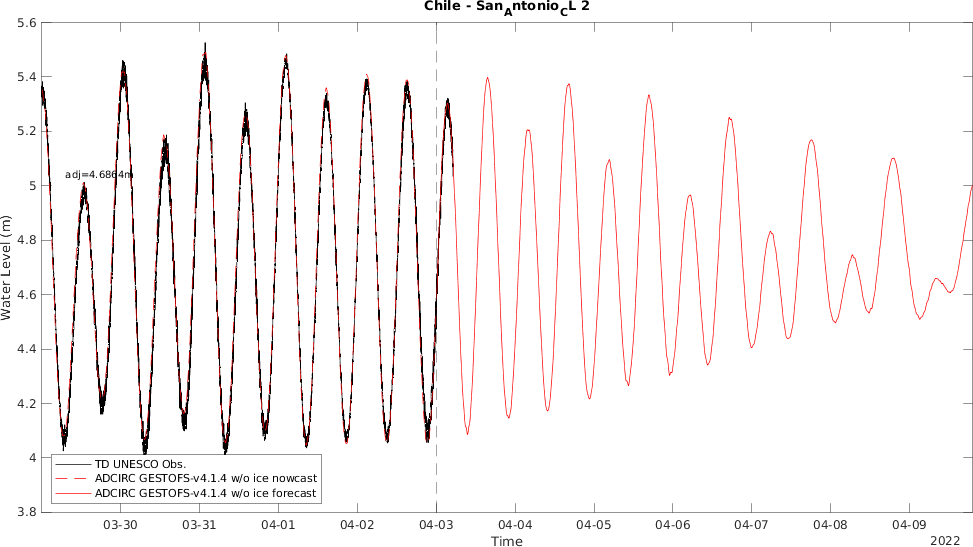 Chile - San_Antonio_CL 2
5.6
5.4
5.2
5
4.8
4.6
4.4
4.2
4
3.8
Water Level (m)
adj=4.6864m
TD UNESCO Obs.
ADCIRC GESTOFS-v4.1.4 w/o ice nowcast
ADCIRC GESTOFS-v4.1.4 w/o ice forecast
03-30 03-31 04-01 04-02 04-03 04-04 04-05 04-06 04-07 04-08 04-09
Time
2022